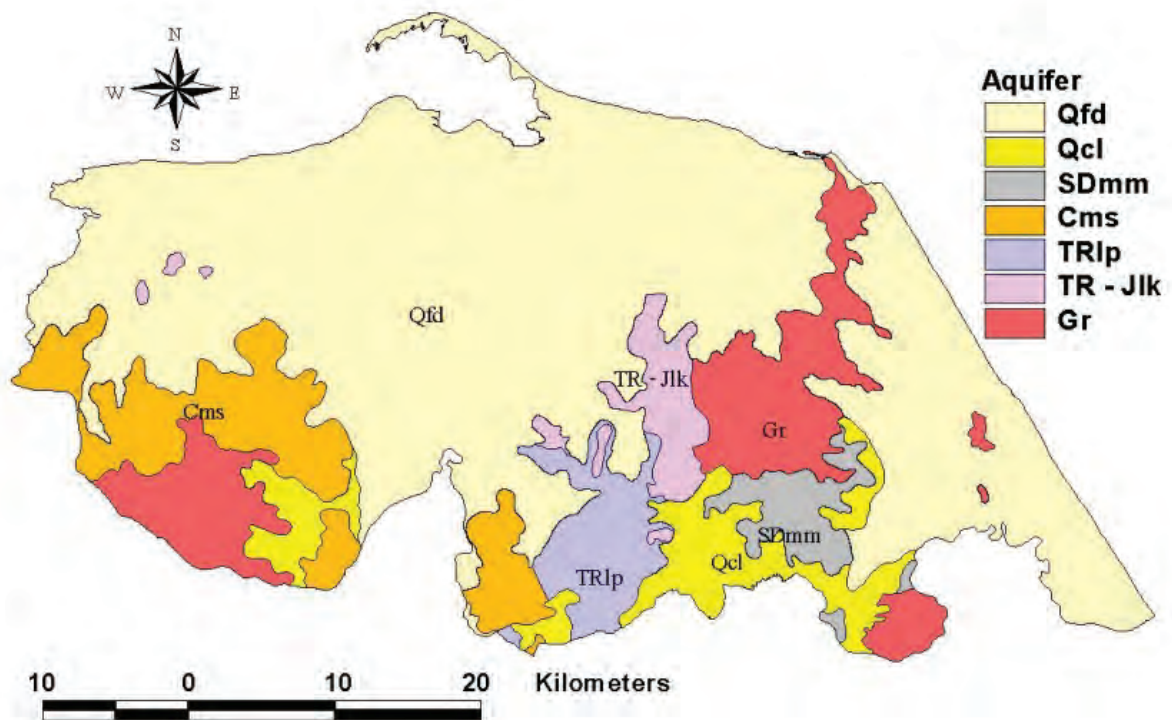 N
W E
S
Aquifer
Qfd
Qcl
SDmm
Cms
TRlp
TR - Jlk
Gr
Qfd
TR - Jlk
Cms
Gr
SDmm
Qcl
TRlp
10 0 10 20 Kilometers